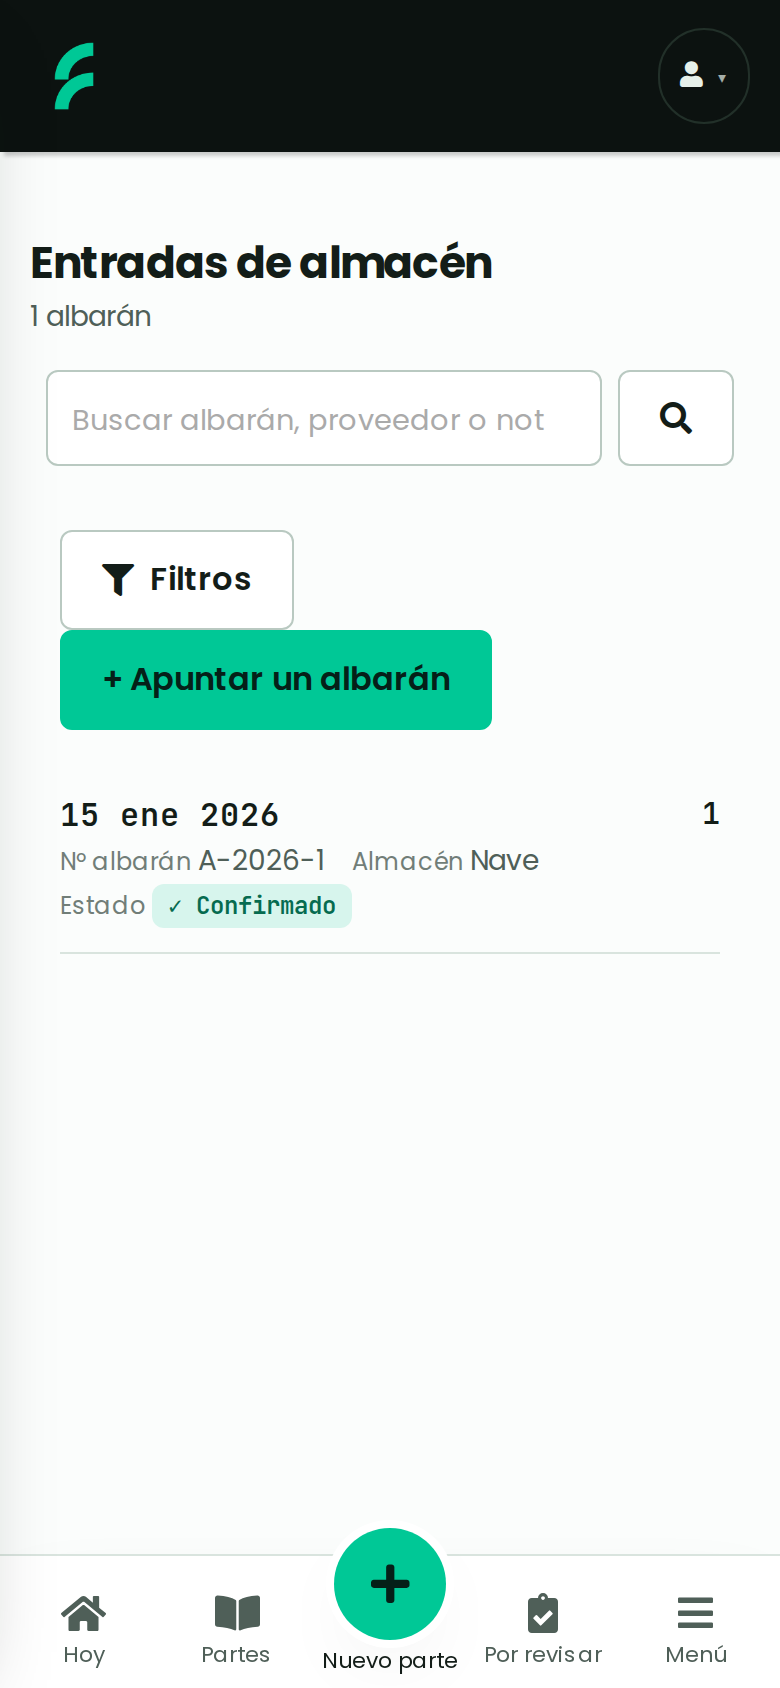 Entradas de almacén
1 albarán
Buscar albarán, proveedor o not
Filtros
+ Apuntar un albarán
15 ene 2026 1
Nº albarán A-2026-1 Almacén Nave
Estado ✓ Confirmado
Hoy Partes Nuevo parte Por revisar Menú